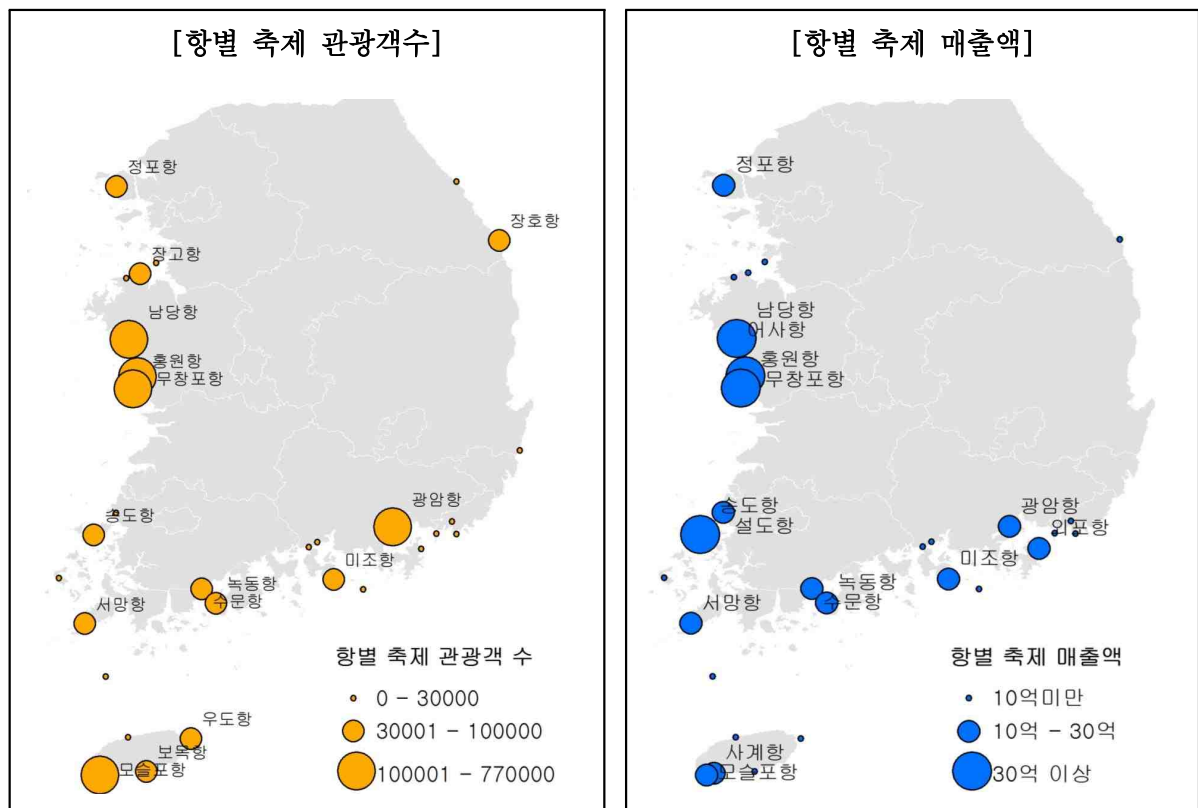 [항별 축제 관광객수]
정포항
장호항
장고항
남당항
홍원항
무창포항
송도항
광암항
미조항
녹동항
수문항
서망항
우도항
보목항
모슬포항
항별 축제 관광객 수
0 - 30000
30001 - 100000
100001 - 770000
[항별 축제 매출액]
정포항
남당항
어사항
홍원항
무창포항
송도항
설도항
광암항
외포항
미조항
녹동항
수문항
서망항
사계항
모슬포항
항별 축제 매출액
10억미만
10억 - 30억
30억 이상